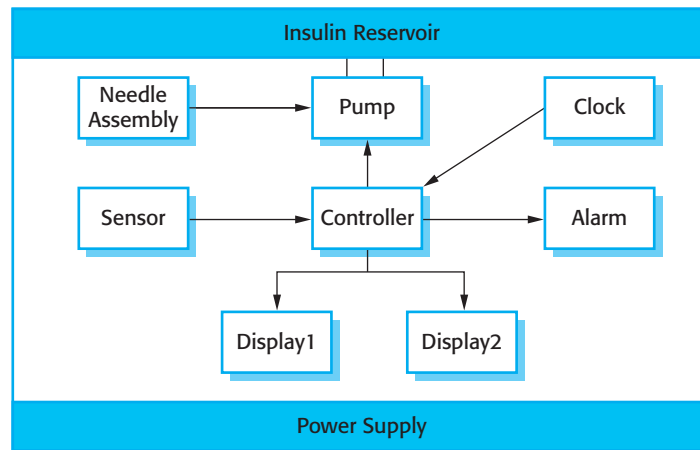 Insulin Reservoir
Needle
Assembly
Pump
Clock
Sensor
Controller
Alarm
Display1
Display2
Power Supply